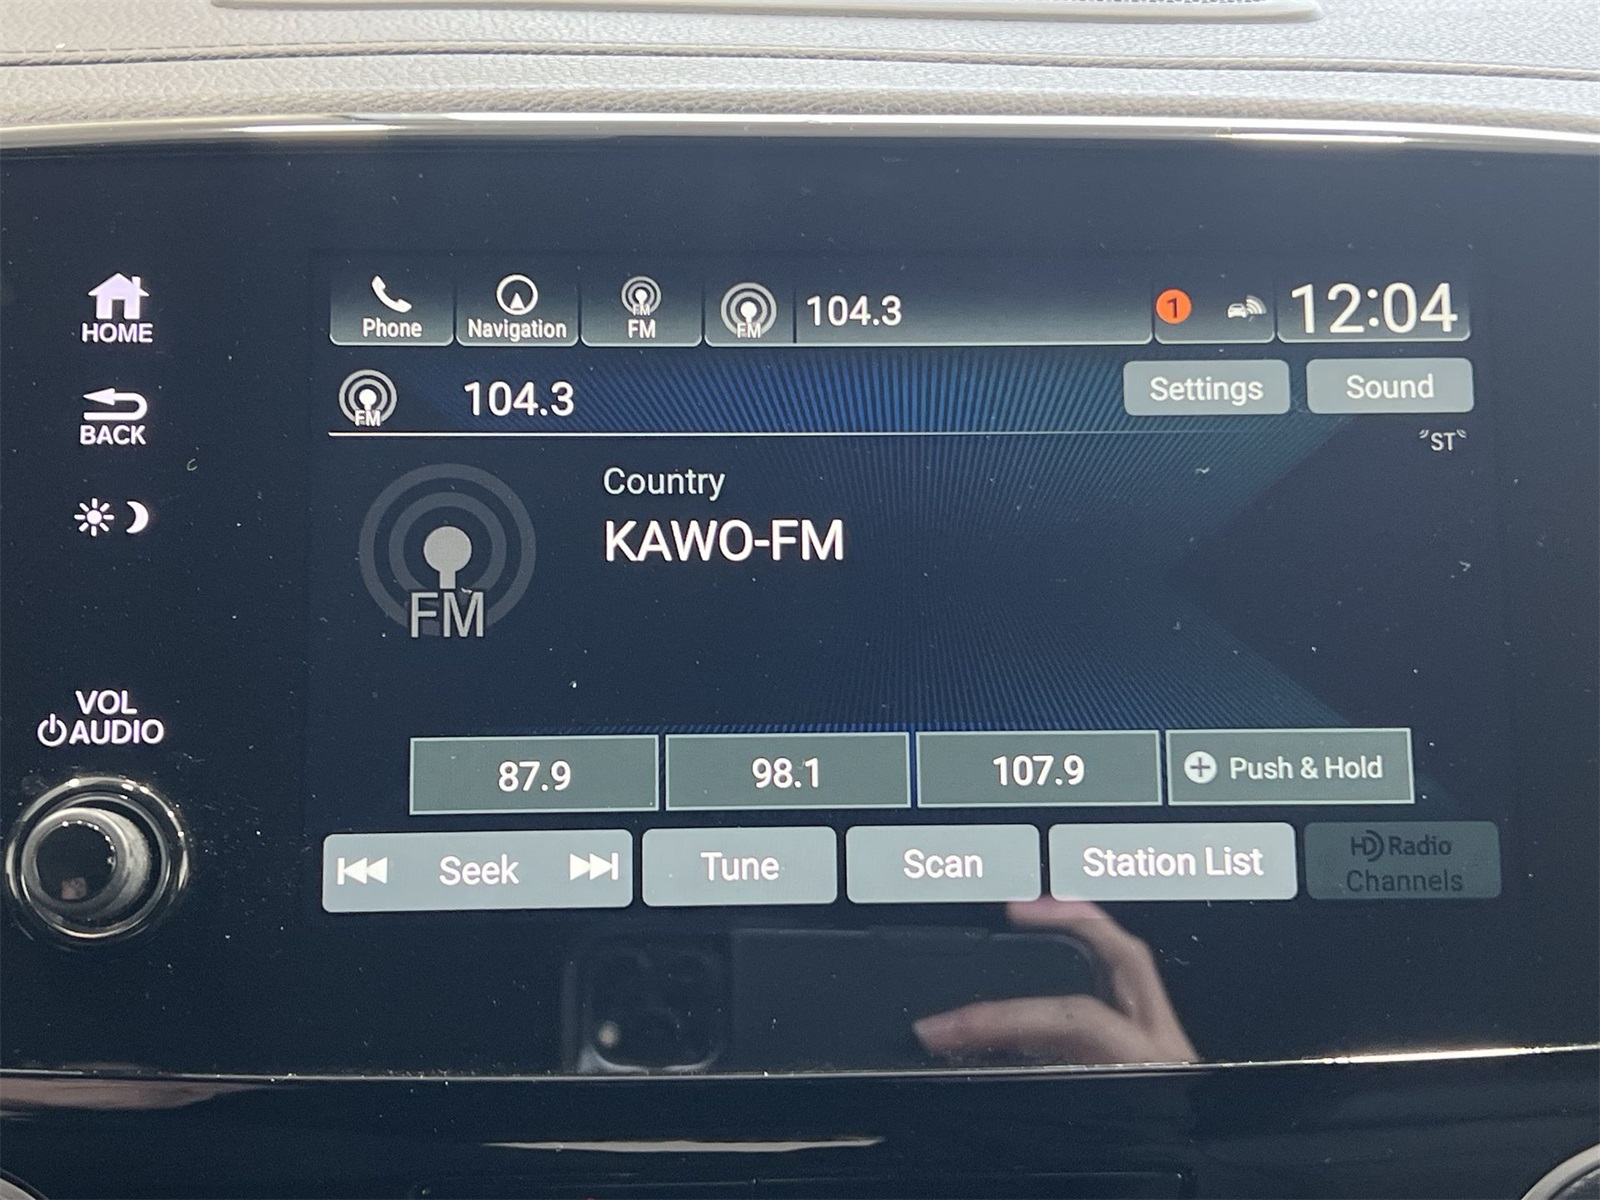 HOME
BACK
VOL
AUDIO
Phone
Navigation
FM
FM
FM
104.3
1
12:04
FM
104.3
Settings
Sound
ST
FM
Country
KAWO-FM
87.9
98.1
107.9
Push & Hold
Seek
Tune
Scan
Station List
HD Radio
Channels